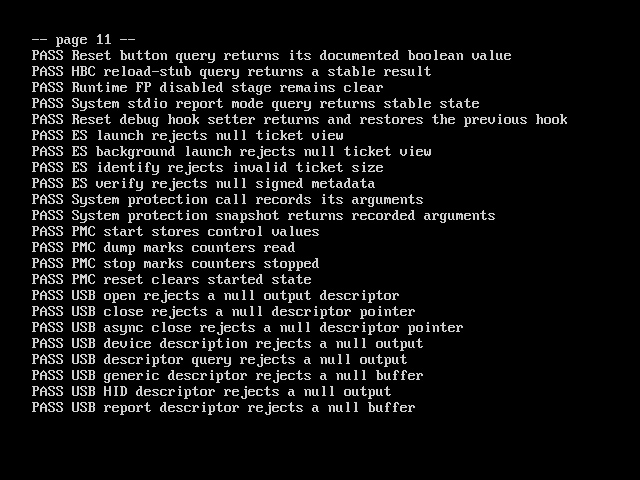 -- page 11 --
PASS Reset button query returns its documented boolean value
PASS HBC reload-stub query returns a stable result
PASS Runtime FP disabled stage remains clear
PASS System stdio report mode query returns stable state
PASS Reset debug hook setter returns and restores the previous hook
PASS ES launch rejects null ticket view
PASS ES background launch rejects null ticket view
PASS ES identify rejects invalid ticket size
PASS ES verify rejects null signed metadata
PASS System protection call records its arguments
PASS System protection snapshot returns recorded arguments
PASS PMC start stores control values
PASS PMC dump marks counters read
PASS PMC stop marks counters stopped
PASS PMC reset clears started state
PASS USB open rejects a null output descriptor
PASS USB close rejects a null descriptor pointer
PASS USB async close rejects a null descriptor pointer
PASS USB device description rejects a null output
PASS USB descriptor query rejects a null output
PASS USB generic descriptor rejects a null buffer
PASS USB HID descriptor rejects a null output
PASS USB report descriptor rejects a null buffer